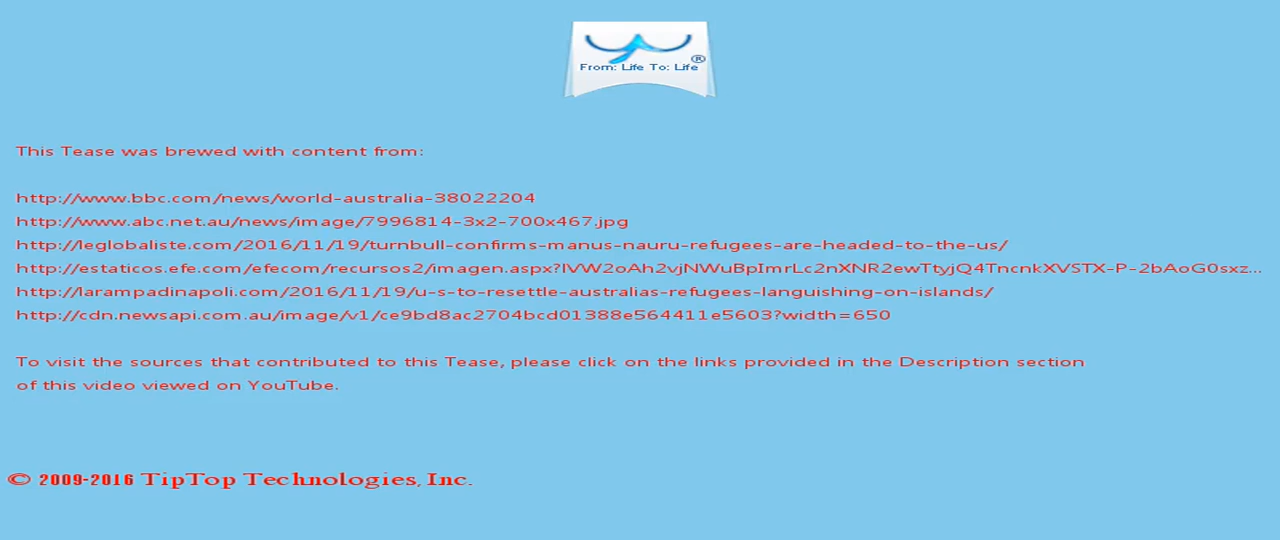 From: Life To: Life®
This Tease was brewed with content from:
http://www.bbc.com/news/world-australia-38022204
http://www.abc.net.au/news/image/7996814-3x2-700x467.jpg
http://leglobaliste.com/2016/11/19/turnbull-confirms-manus-nauru-refugees-are-headed-to-the-us/
http://estaticos.efe.com/efecom/recursos2/imagen.aspx?lVW2oAh2vjNWuBpImrLc2nXNR2ewTtyjQ4TncnkXVSTX-P-2bAoG0sxz...
http://larampadinapoli.com/2016/11/19/u-s-to-resettle-australias-refugees-languishing-on-islands/
http://cdn.newsapi.com.au/image/v1/ce9bd8ac2704bcd01388e564411e5603?width=650
To visit the sources that contributed to this Tease, please click on the links provided in the Description section
of this video viewed on YouTube.
© 2009-2016 TipTop Technologies, Inc.